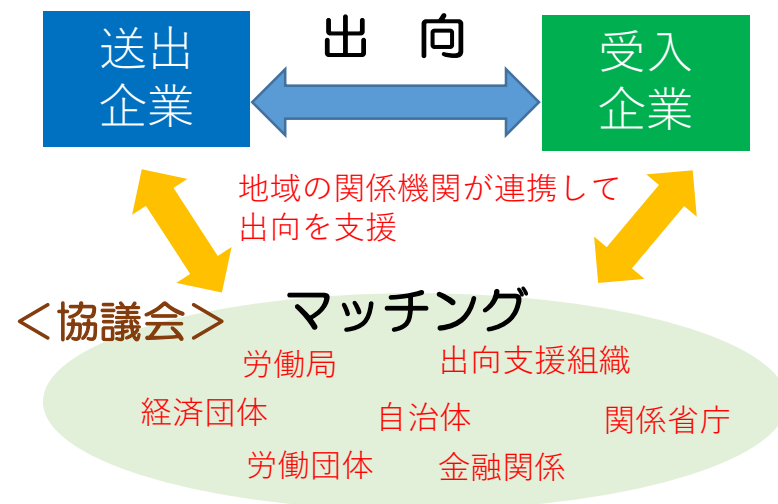 送出
企業
出 向
受入
企業
地域の関係機関が連携して
出向を支援
＜協議会＞
マッチング
労働局
出向支援組織
経済団体
自治体
関係省庁
労働団体
金融関係